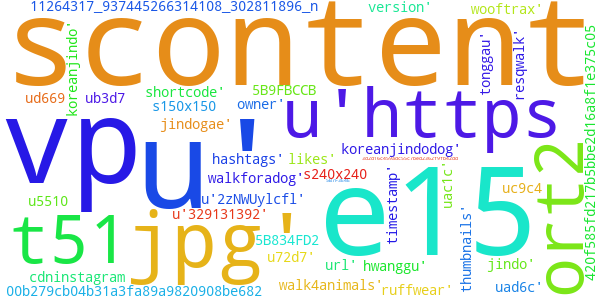 11264317_937445266314108_302811896_n
version'
wooftrax'
scontent
koreanjindo'
tonggau'
resqwalk'
420f585fd21765bbe2d16a8f1e375c05
ud669
ub3d7
shortcode'
5B9FBCCB
s150x150
owner'
u'https
jindogae'
vp
u'
koreanjindodog'
hashtags'
likes'
s240x240
walkforadog'
timestamp'
e15
uac1c'
ort2
uc9c4
u5510
u'2zNWUylcfl'
u'329131392'
t51
jpg'
5B834FD2
u72d7'
url'
hwanggu'
thumbnails'
jindo'
cdninstagram
00b279cb04b31a3fa89a9820908be682
walk4animals'
ruffwear'
uad6c'